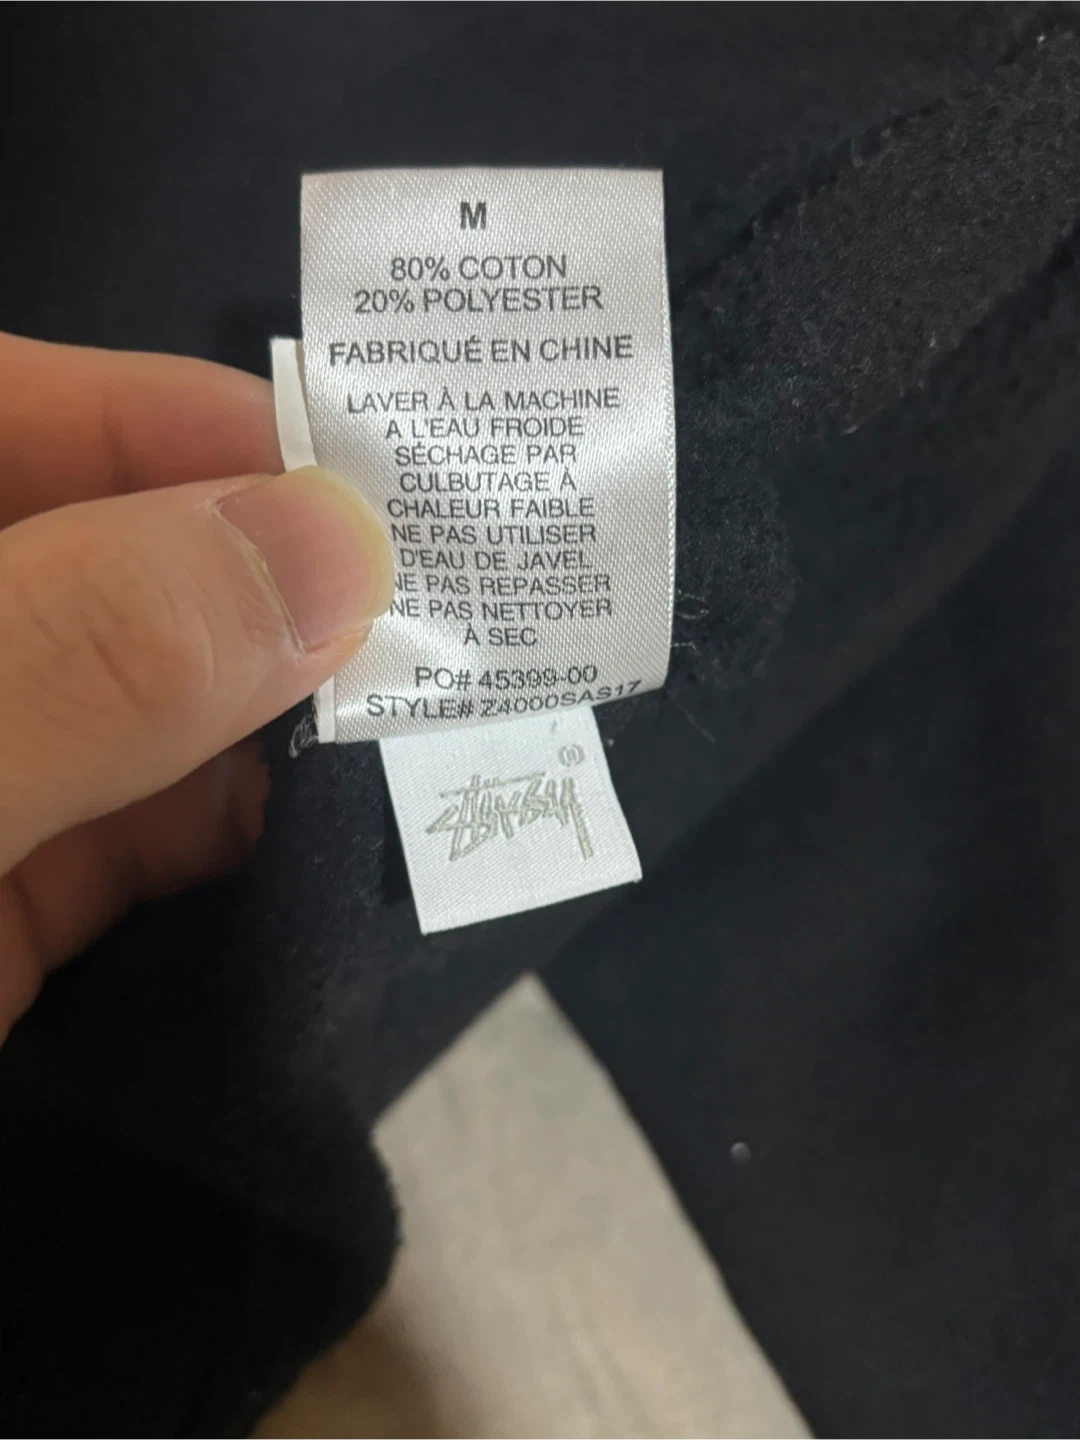 M
80% COTON
20% POLYESTER
FABRIQUÉ EN CHINE
LAVER À LA MACHINE
A L'EAU FROIDE
SÉCHAGE PAR
CULBUTAGE À
CHALEUR FAIBLE
NE PAS UTILISER
D'EAU DE JAVEL
NE PAS REPASSER
NE PAS NETTOYER
À SEC
PO# 45399-00
STYLE# Z4000SAS17
®
STÜSSY